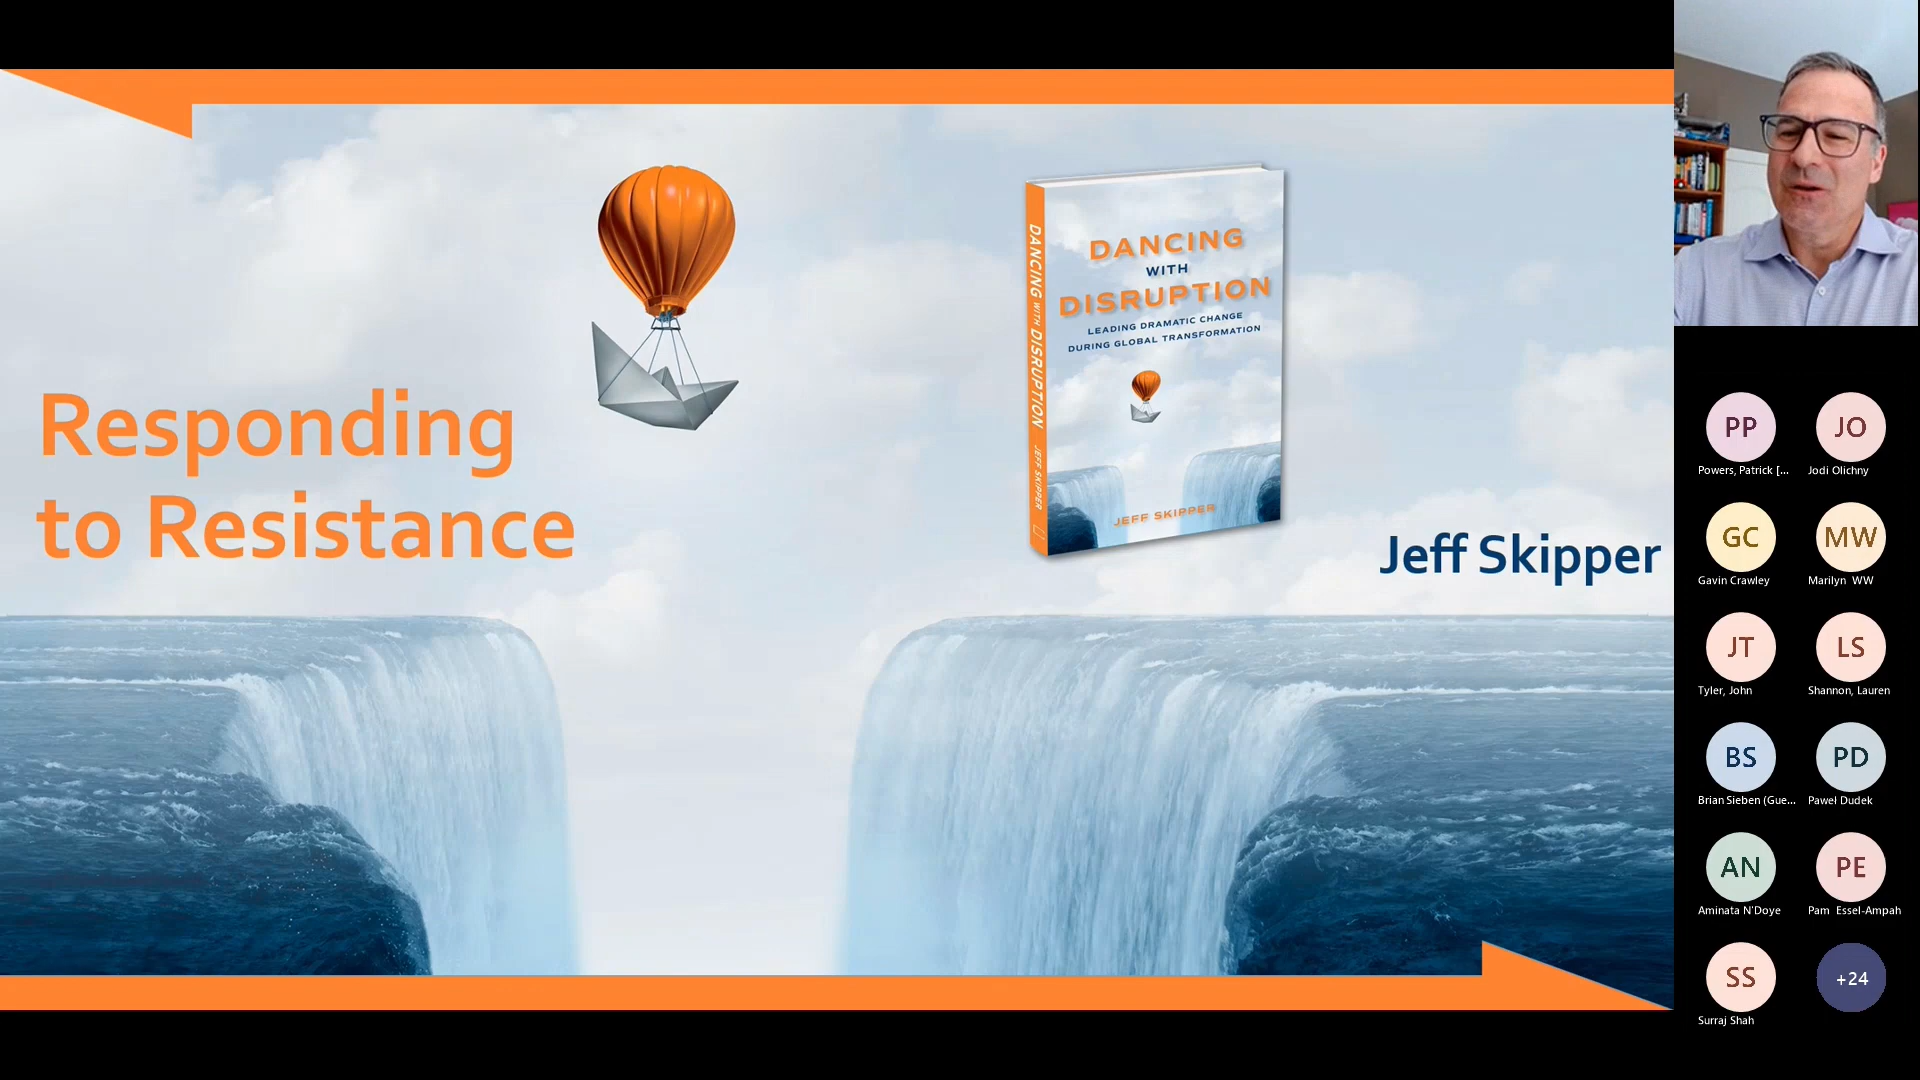 Responding
to Resistance
DANCING
WITH
DISRUPTION
LEADING DRAMATIC CHANGE
DURING GLOBAL TRANSFORMATION
JEFF SKIPPER
DANCING WITH DISRUPTION JEFF SKIPPER
Jeff Skipper
PP
Powers, Patrick [...
JO
Jodi Olichny
GC
Gavin Crawley
MW
Marilyn WW
JT
Tyler, John
LS
Shannon, Lauren
BS
Brian Sieben (Gue...
PD
Paweł Dudek
AN
Aminata N'Doye
PE
Pam Essel-Ampah
SS
Surraj Shah
+24